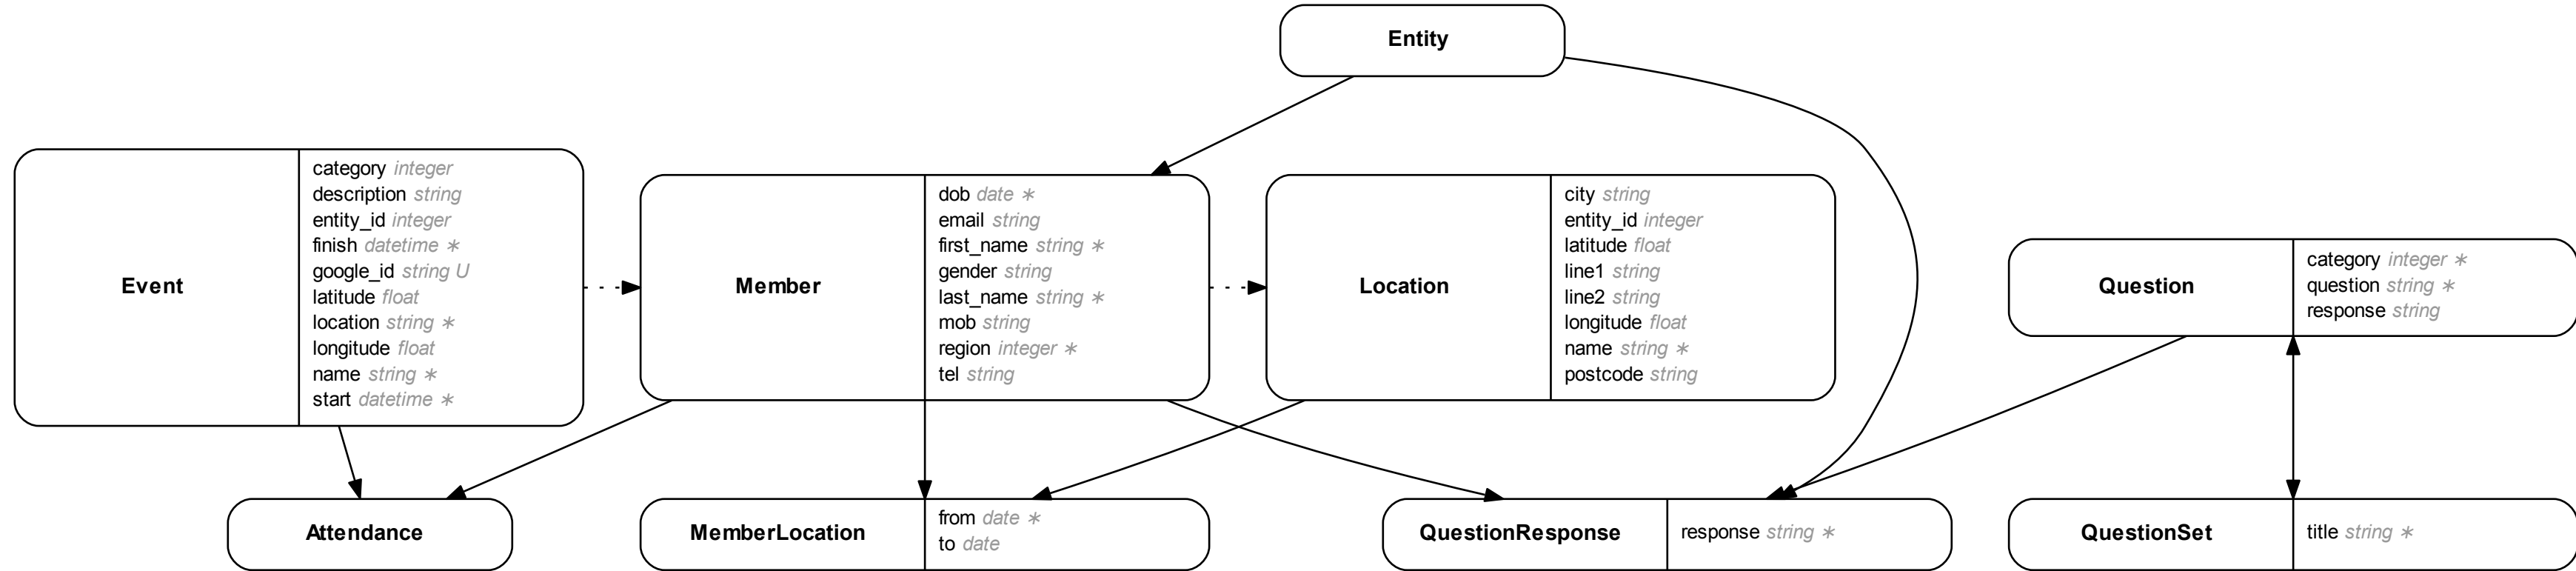 Entity
Event
category integer
description string
entity_id integer
finish datetime ∗
google_id string U
latitude float
location string ∗
longitude float
name string ∗
start datetime ∗
Member
dob date ∗
email string
first_name string ∗
gender string
last_name string ∗
mob string
region integer ∗
tel string
Location
city string
entity_id integer
latitude float
line1 string
line2 string
longitude float
name string ∗
postcode string
Question
category integer ∗
question string ∗
response string
Attendance
MemberLocation
from date ∗
to date
QuestionResponse
response string ∗
QuestionSet
title string ∗